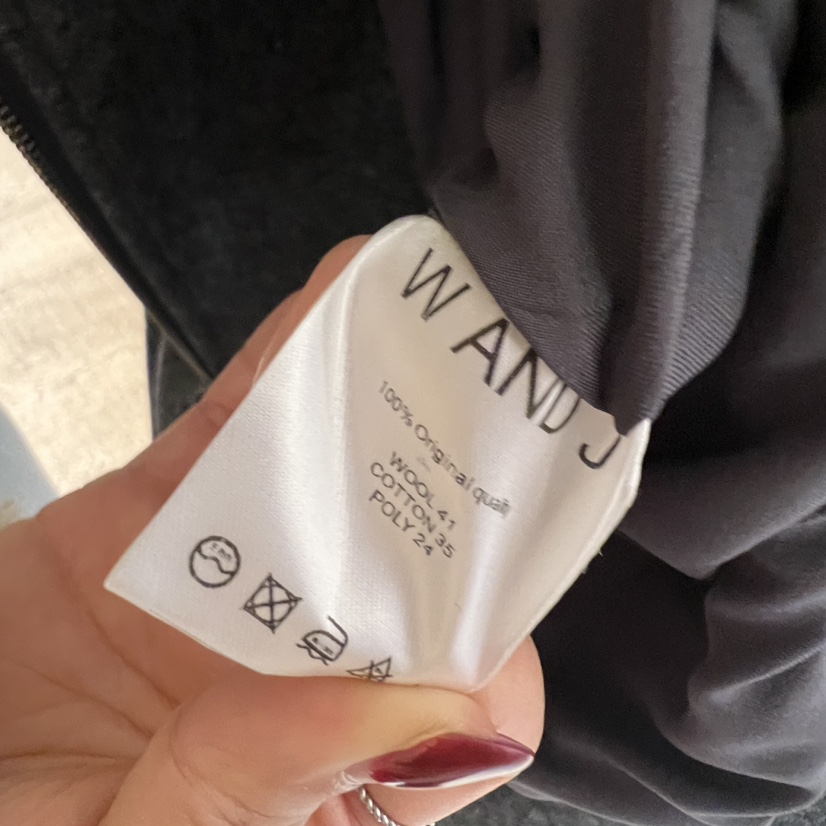 W AND J
100% Original quali
WOOL 41
COTTON 35
POLY 24